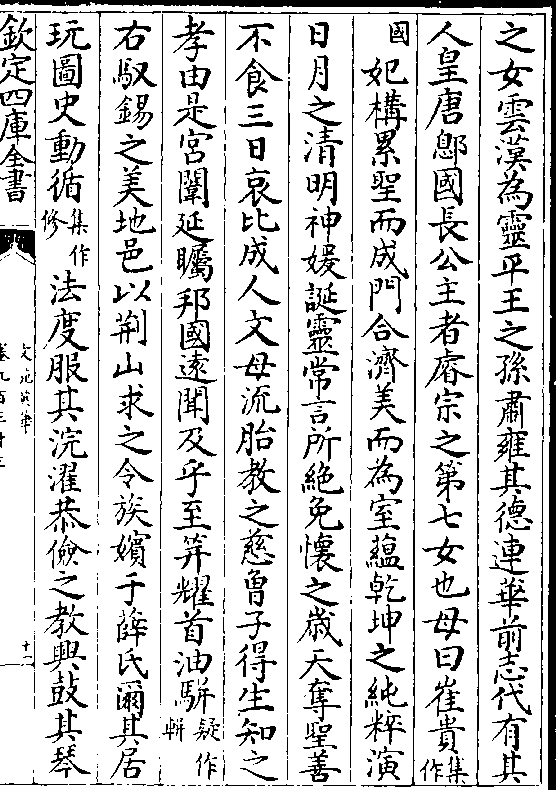 之女雲漢為靈平王之孫肅雍其德連華前志代有其
人皇唐鄎國長公主者睿宗之第七女也母曰崔貴集作
國妃構累聖而成門合濟美而為室蘊乾坤之純粹演
日月之清明神媛誕靈常言所絶免懷之歲天奪聖善
不食三日哀比成人文母流胎教之慈曾子得生知之
孝由是宮闈延矚邦國遠聞及乎至笄耀首油駢疑作輧
右馭錫之美地邑以荆山求之令族嬪于薛氏爾其居
玩圖史動循集作修法度服其浣濯恭儉之教興鼓其琴
欽定四庫全書
文苑英華
卷九百三十三
十二